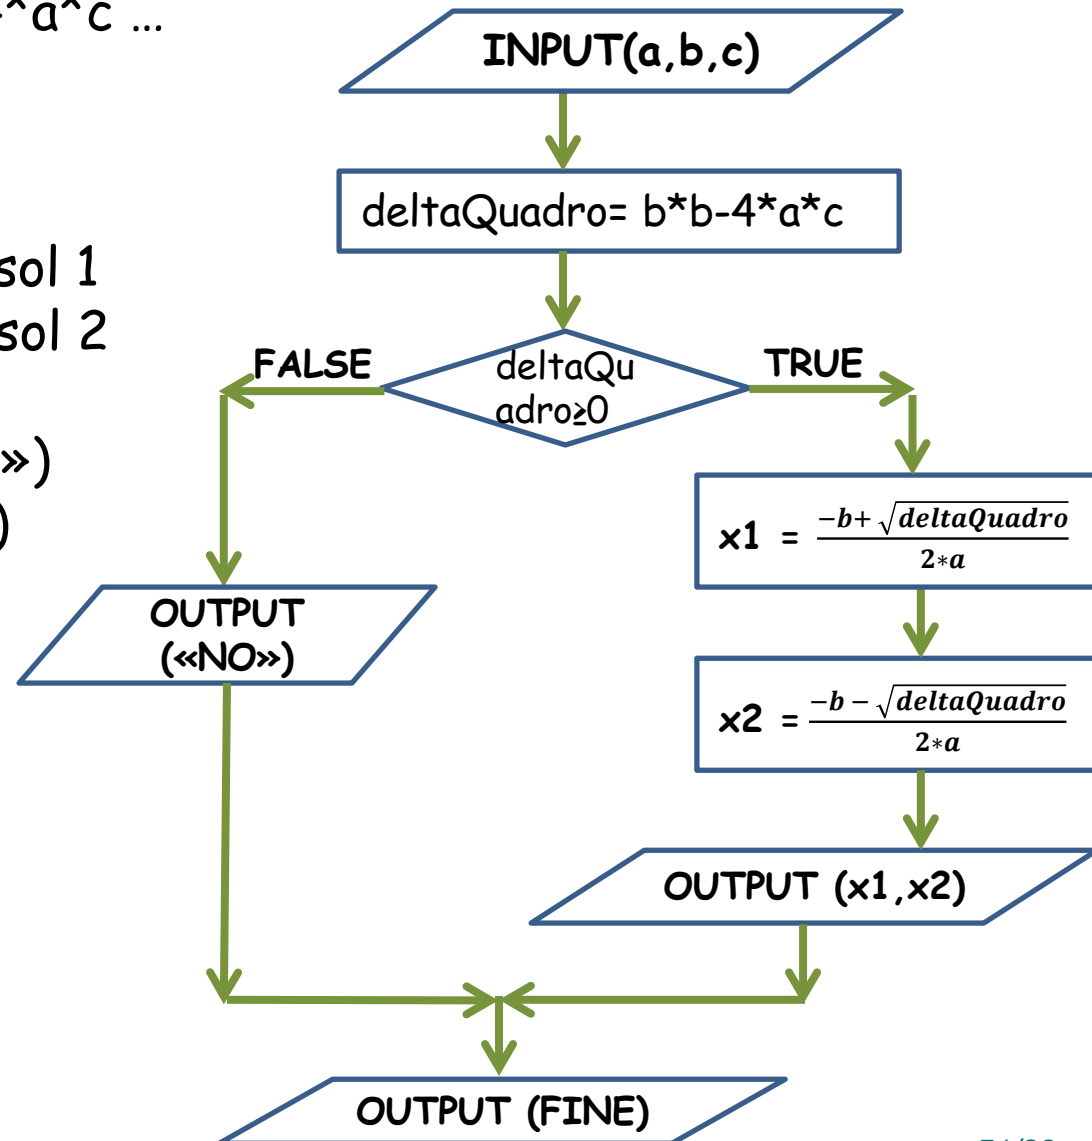 *a*c ...
sol 1
sol 2
»)
)
INPUT(a,b,c)
deltaQuadro= b*b-4*a*c
FALSE
deltaQu
adro≥0
TRUE
OUTPUT
(«NO»)
x1 = −b+ √deltaQuadro
2∗a
x2 = −b − √deltaQuadro
2∗a
OUTPUT (x1,x2)
OUTPUT (FINE)